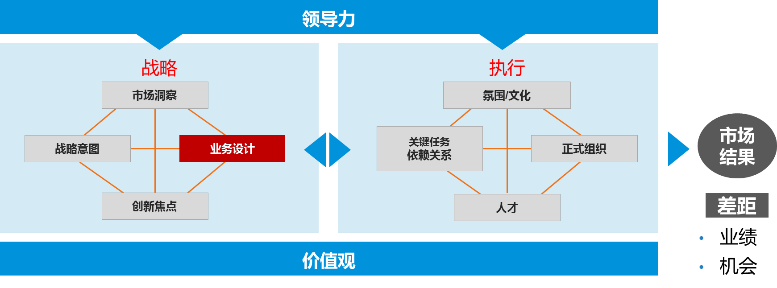 领导力
战略
市场洞察
战略意图
业务设计
创新焦点
执行
氛围/文化
关键任务
依赖关系
正式组织
人才
市场
结果
差距
• 业绩
• 机会
价值观